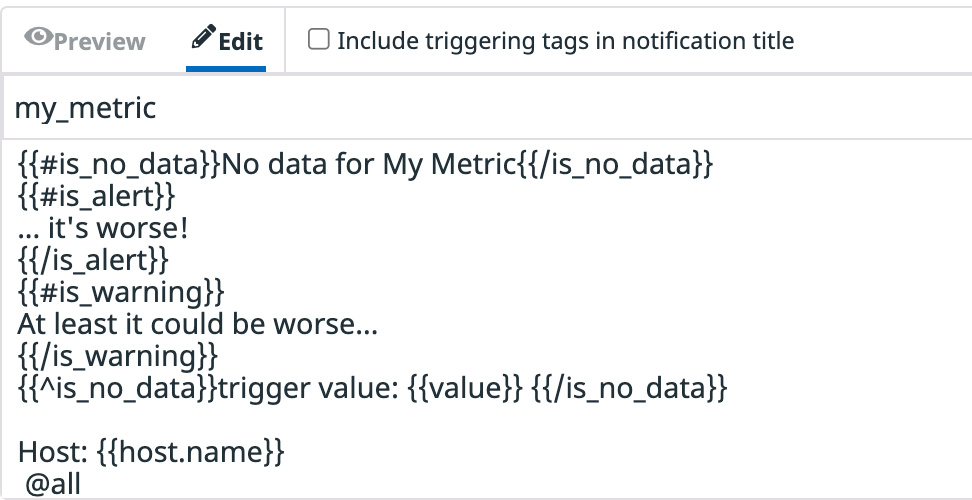 Preview Edit Include triggering tags in notification title
my_metric
{{#is_no_data}}No data for My Metric{{/is_no_data}}
{{#is_alert}}
... it's worse!
{{/is_alert}}
{{#is_warning}}
At least it could be worse...
{{/is_warning}}
{{^is_no_data}}trigger value: {{value}} {{/is_no_data}}

Host: {{host.name}}
@all